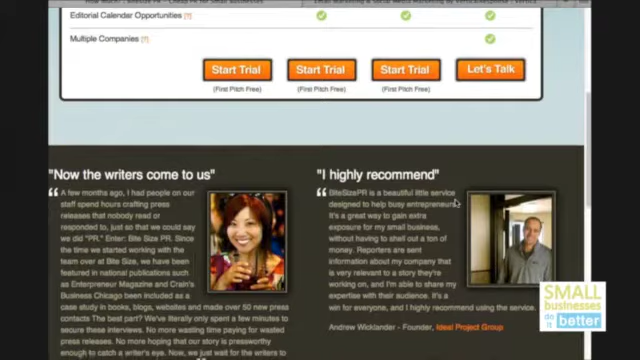 Editorial Calendar Opportunities [?]
Multiple Companies [?]
Start Trial Start Trial Start Trial Let's Talk
(First Pitch Free) (First Pitch Free) (First Pitch Free)
"Now the writers come to us"
A few months ago, I had people on our
staff spend hours crafting press
releases that nobody read or
responded to, just so that we could say
we did "PR." Enter: Bite Size PR. Since
the time we started working with the
team over at Bite Size, we have been
featured in national publications such
as Enterpreneur Magazine and Crain's
Business Chicago been included as a
case study in books, blogs, websites and made over 50 new press
contacts The best part? We've literally only spent a few minutes to
secure these interviews. No more wasting time paying for wasted
press releases. No more hoping that our story is pressworthy
enough to catch a writer's eye. Now, we just wait for the writers to
"I highly recommend"
BiteSizePR is a beautiful little service
designed to help busy entrepreneurs
It's a great way to gain extra
exposure for my small business,
without having to shell out a ton of
money. Reporters are sent
information about my company that
is very relevant to a story they're
working on, and I'm able to share my
expertise with their audience. It's a
win for everyone, and I highly recommend using the service.
Andrew Wicklander - Founder, Ideal Project Group
SMALL
businesses
do it better